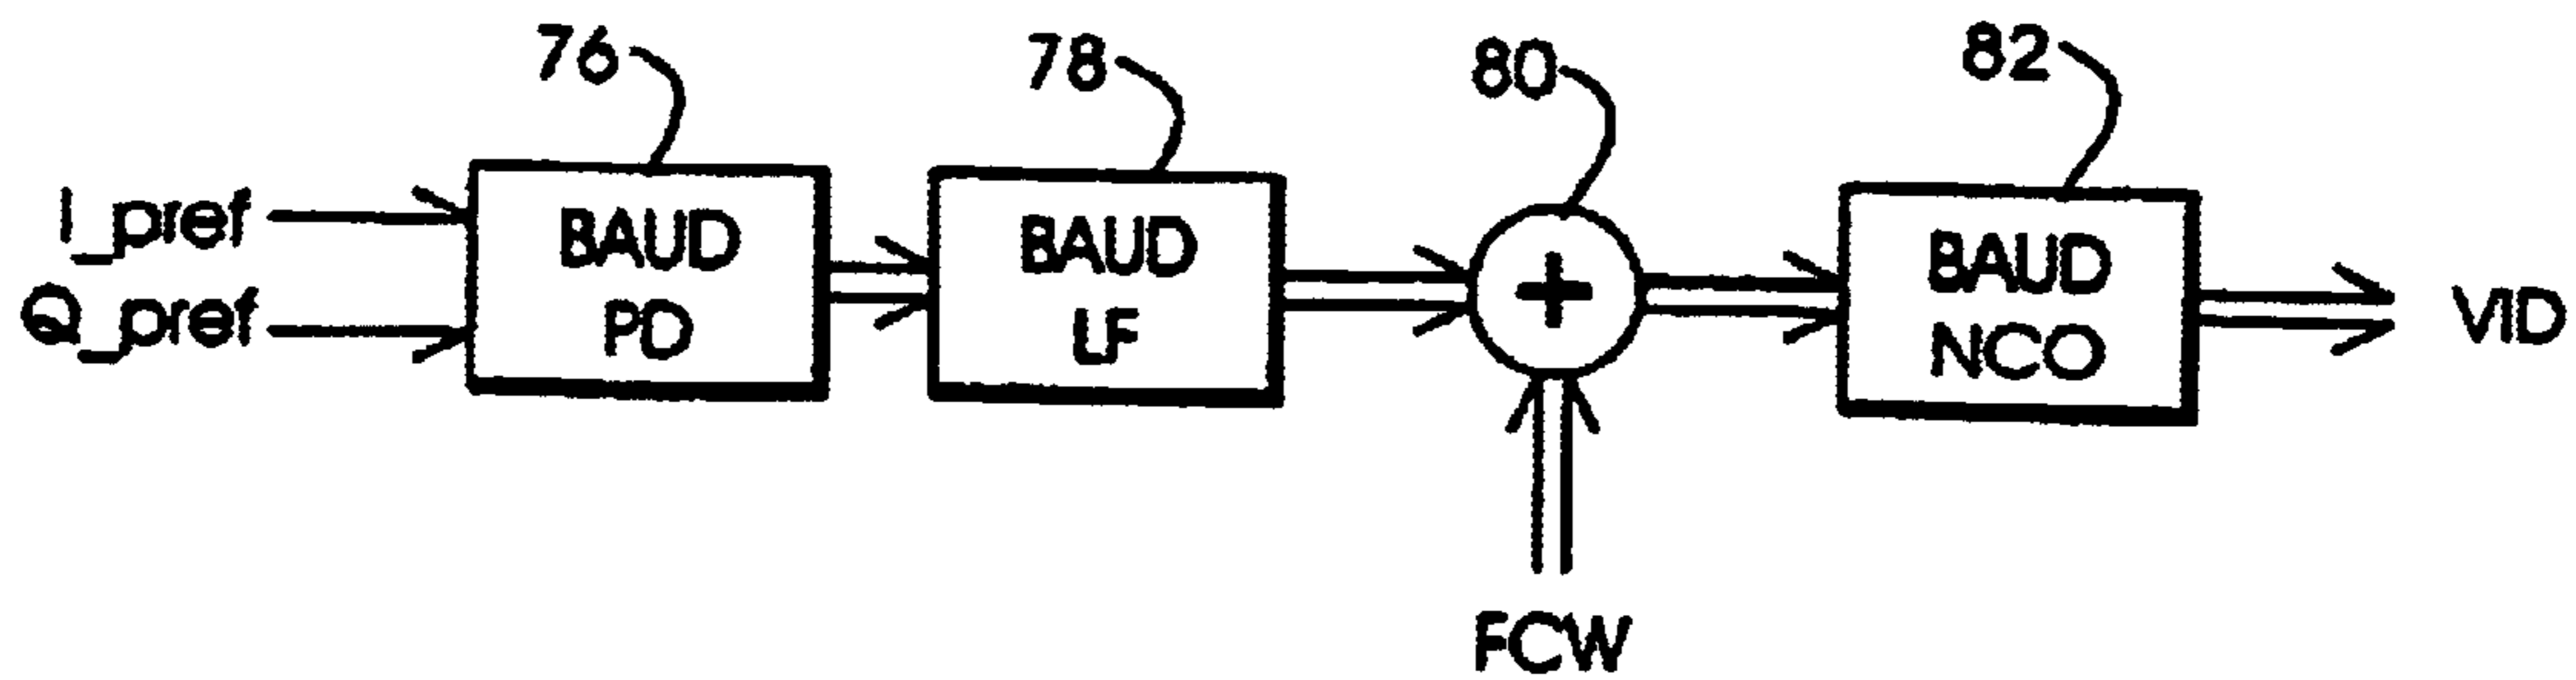 76
78
80
82
I_pref
Q_pref
BAUD
PD
BAUD
LF
+
BAUD
NCO
VID
FCW